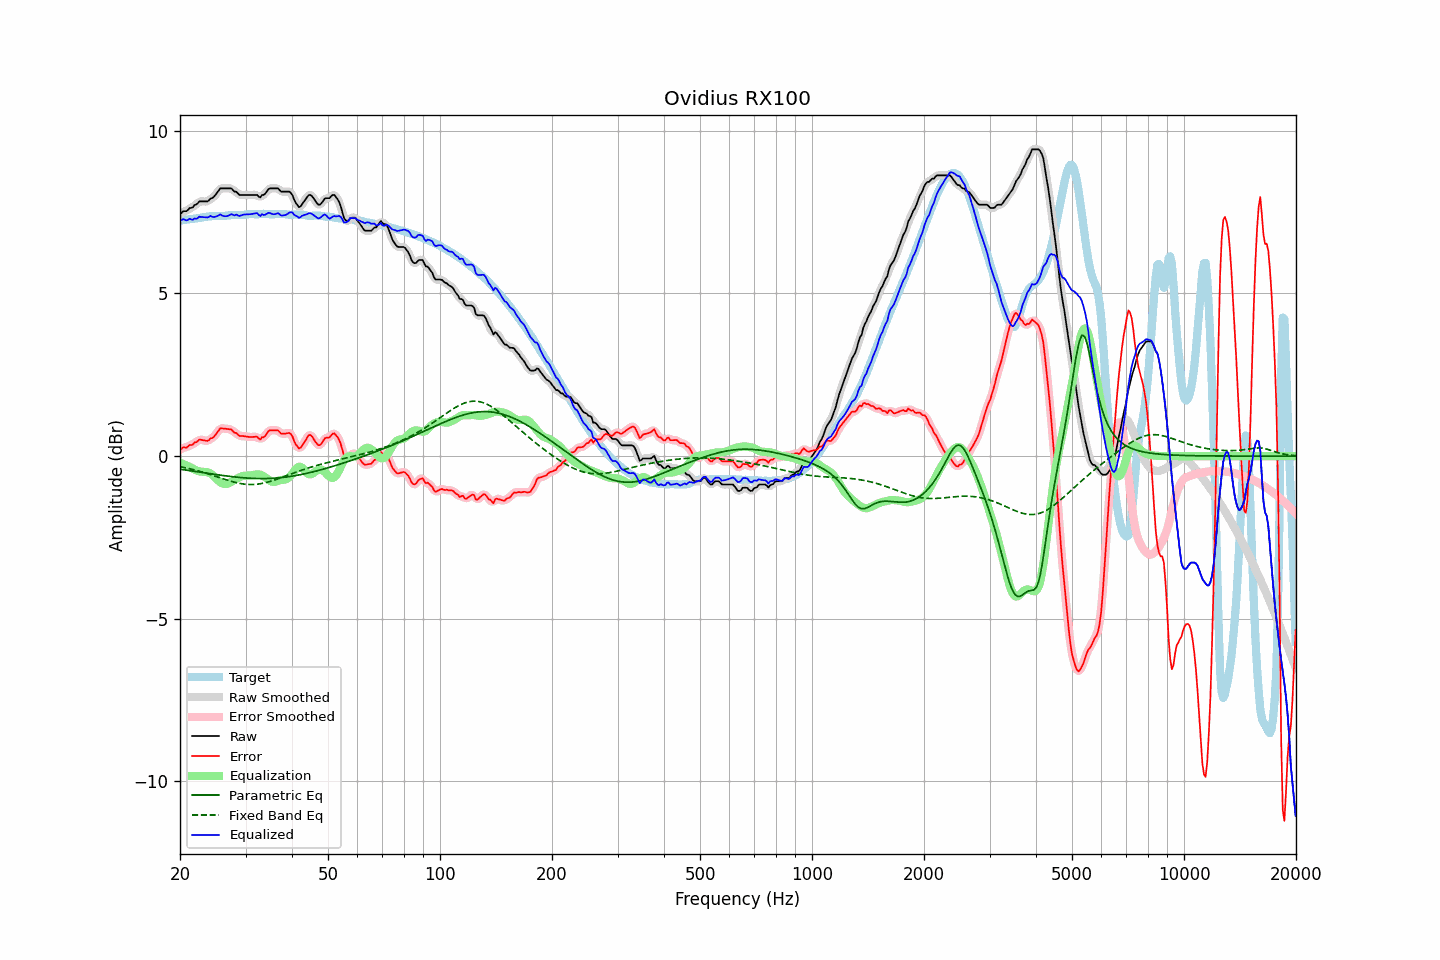 Ovidius RX100
Amplitude (dBr)
10
5
0
−5
−10
Target
Raw Smoothed
Error Smoothed
Raw
Error
Equalization
Parametric Eq
Fixed Band Eq
Equalized
20 50 100 200 500 1000 2000 5000 10000 20000
Frequency (Hz)